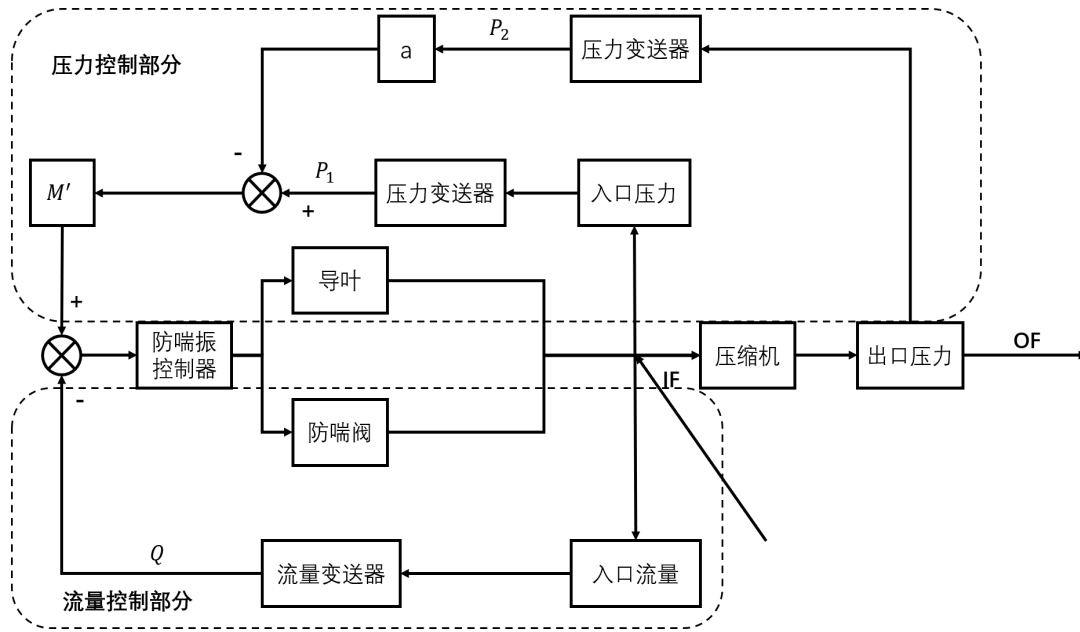 P₂
a
压力变送器
压力控制部分
-
P₁
M′
压力变送器
入口压力
+
导叶
+
防喘振
控制器
压缩机
出口压力
OF
IF
-
防喘阀
Q
流量变送器
入口流量
流量控制部分